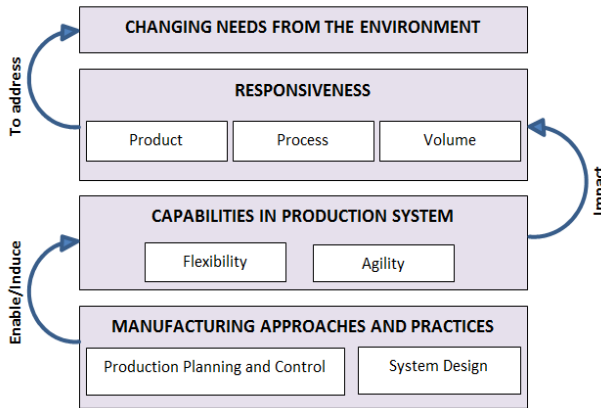 CHANGING NEEDS FROM THE ENVIRONMENT
To address
RESPONSIVENESS
Product
Process
Volume
Impact
CAPABILITIES IN PRODUCTION SYSTEM
Flexibility
Agility
Enable/Induce
MANUFACTURING APPROACHES AND PRACTICES
Production Planning and Control
System Design